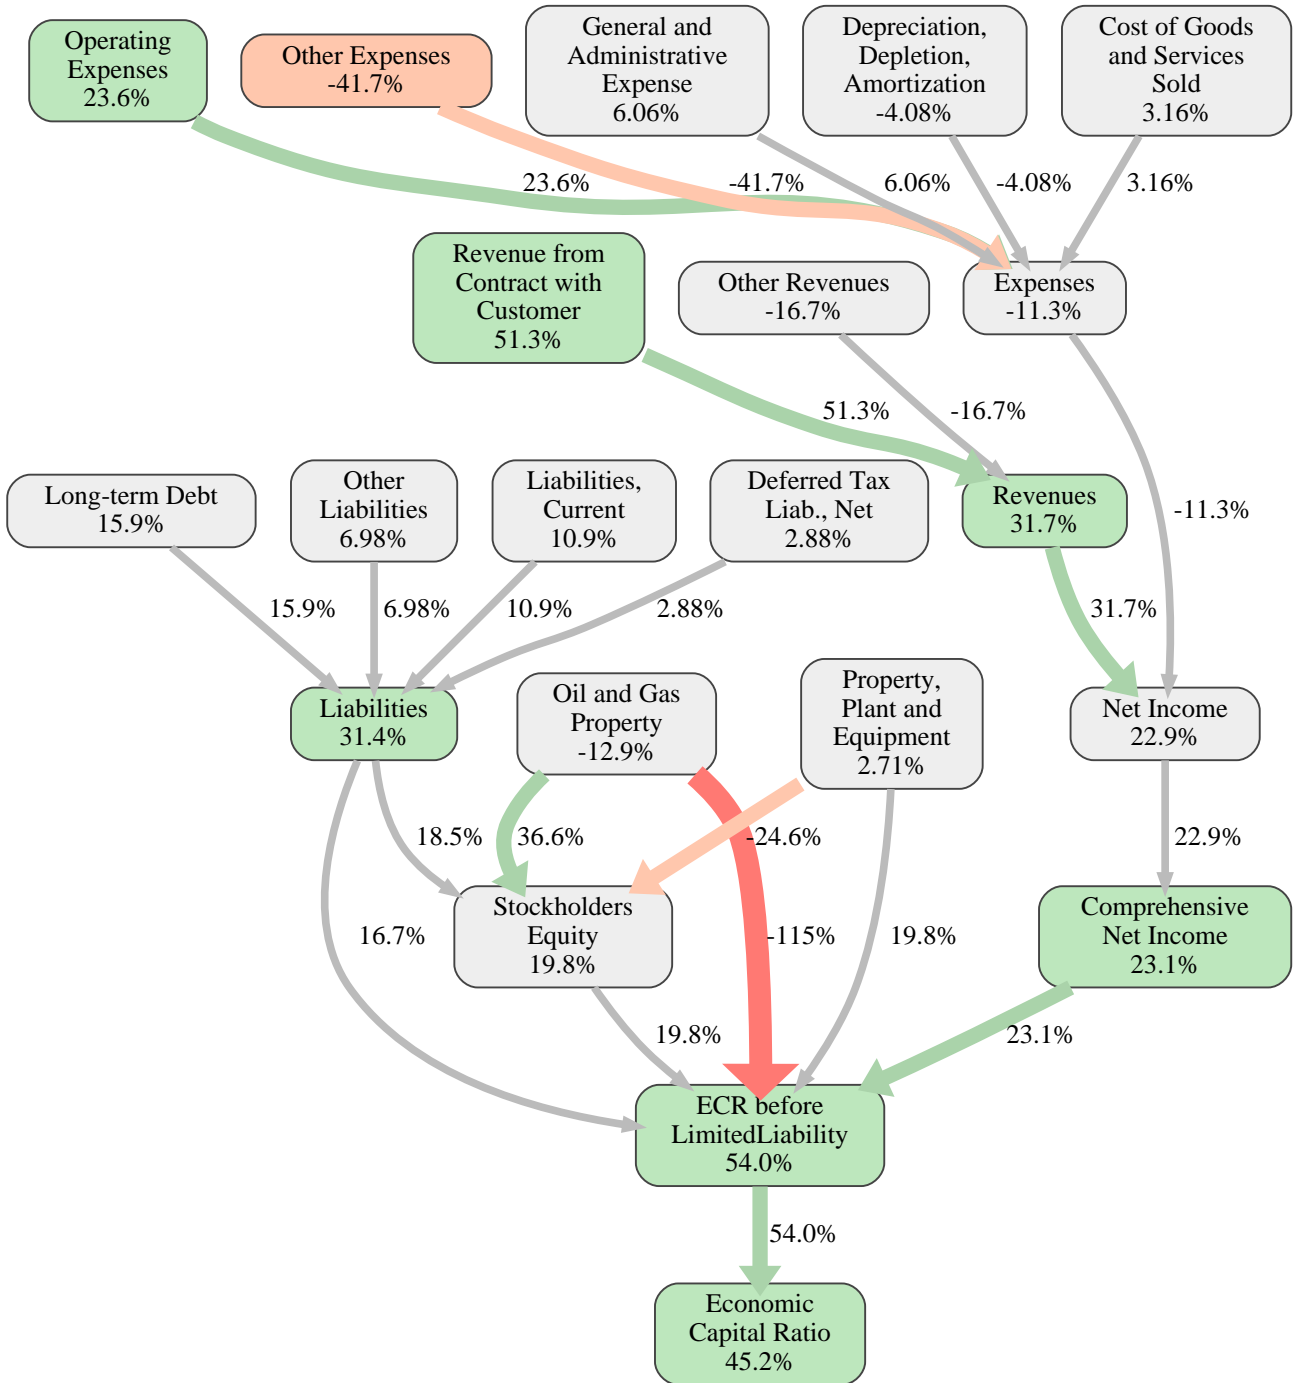 Operating
Expenses
23.6%
Other Expenses
-41.7%
General and
Administrative
Expense
6.06%
Depreciation,
Depletion,
Amortization
-4.08%
Cost of Goods
and Services
Sold
3.16%
23.6%
-41.7%
6.06%
-4.08%
3.16%
Revenue from
Contract with
Customer
51.3%
Other Revenues
-16.7%
Expenses
-11.3%
51.3%
-16.7%
-11.3%
Long-term Debt
15.9%
Other
Liabilities
6.98%
Liabilities,
Current
10.9%
Deferred Tax
Liab., Net
2.88%
Revenues
31.7%
15.9%
6.98%
10.9%
2.88%
31.7%
Liabilities
31.4%
Oil and Gas
Property
-12.9%
Property,
Plant and
Equipment
2.71%
Net Income
22.9%
18.5%
36.6%
-24.6%
22.9%
16.7%
Stockholders
Equity
19.8%
-115%
19.8%
Comprehensive
Net Income
23.1%
19.8%
23.1%
ECR before
LimitedLiability
54.0%
54.0%
Economic
Capital Ratio
45.2%